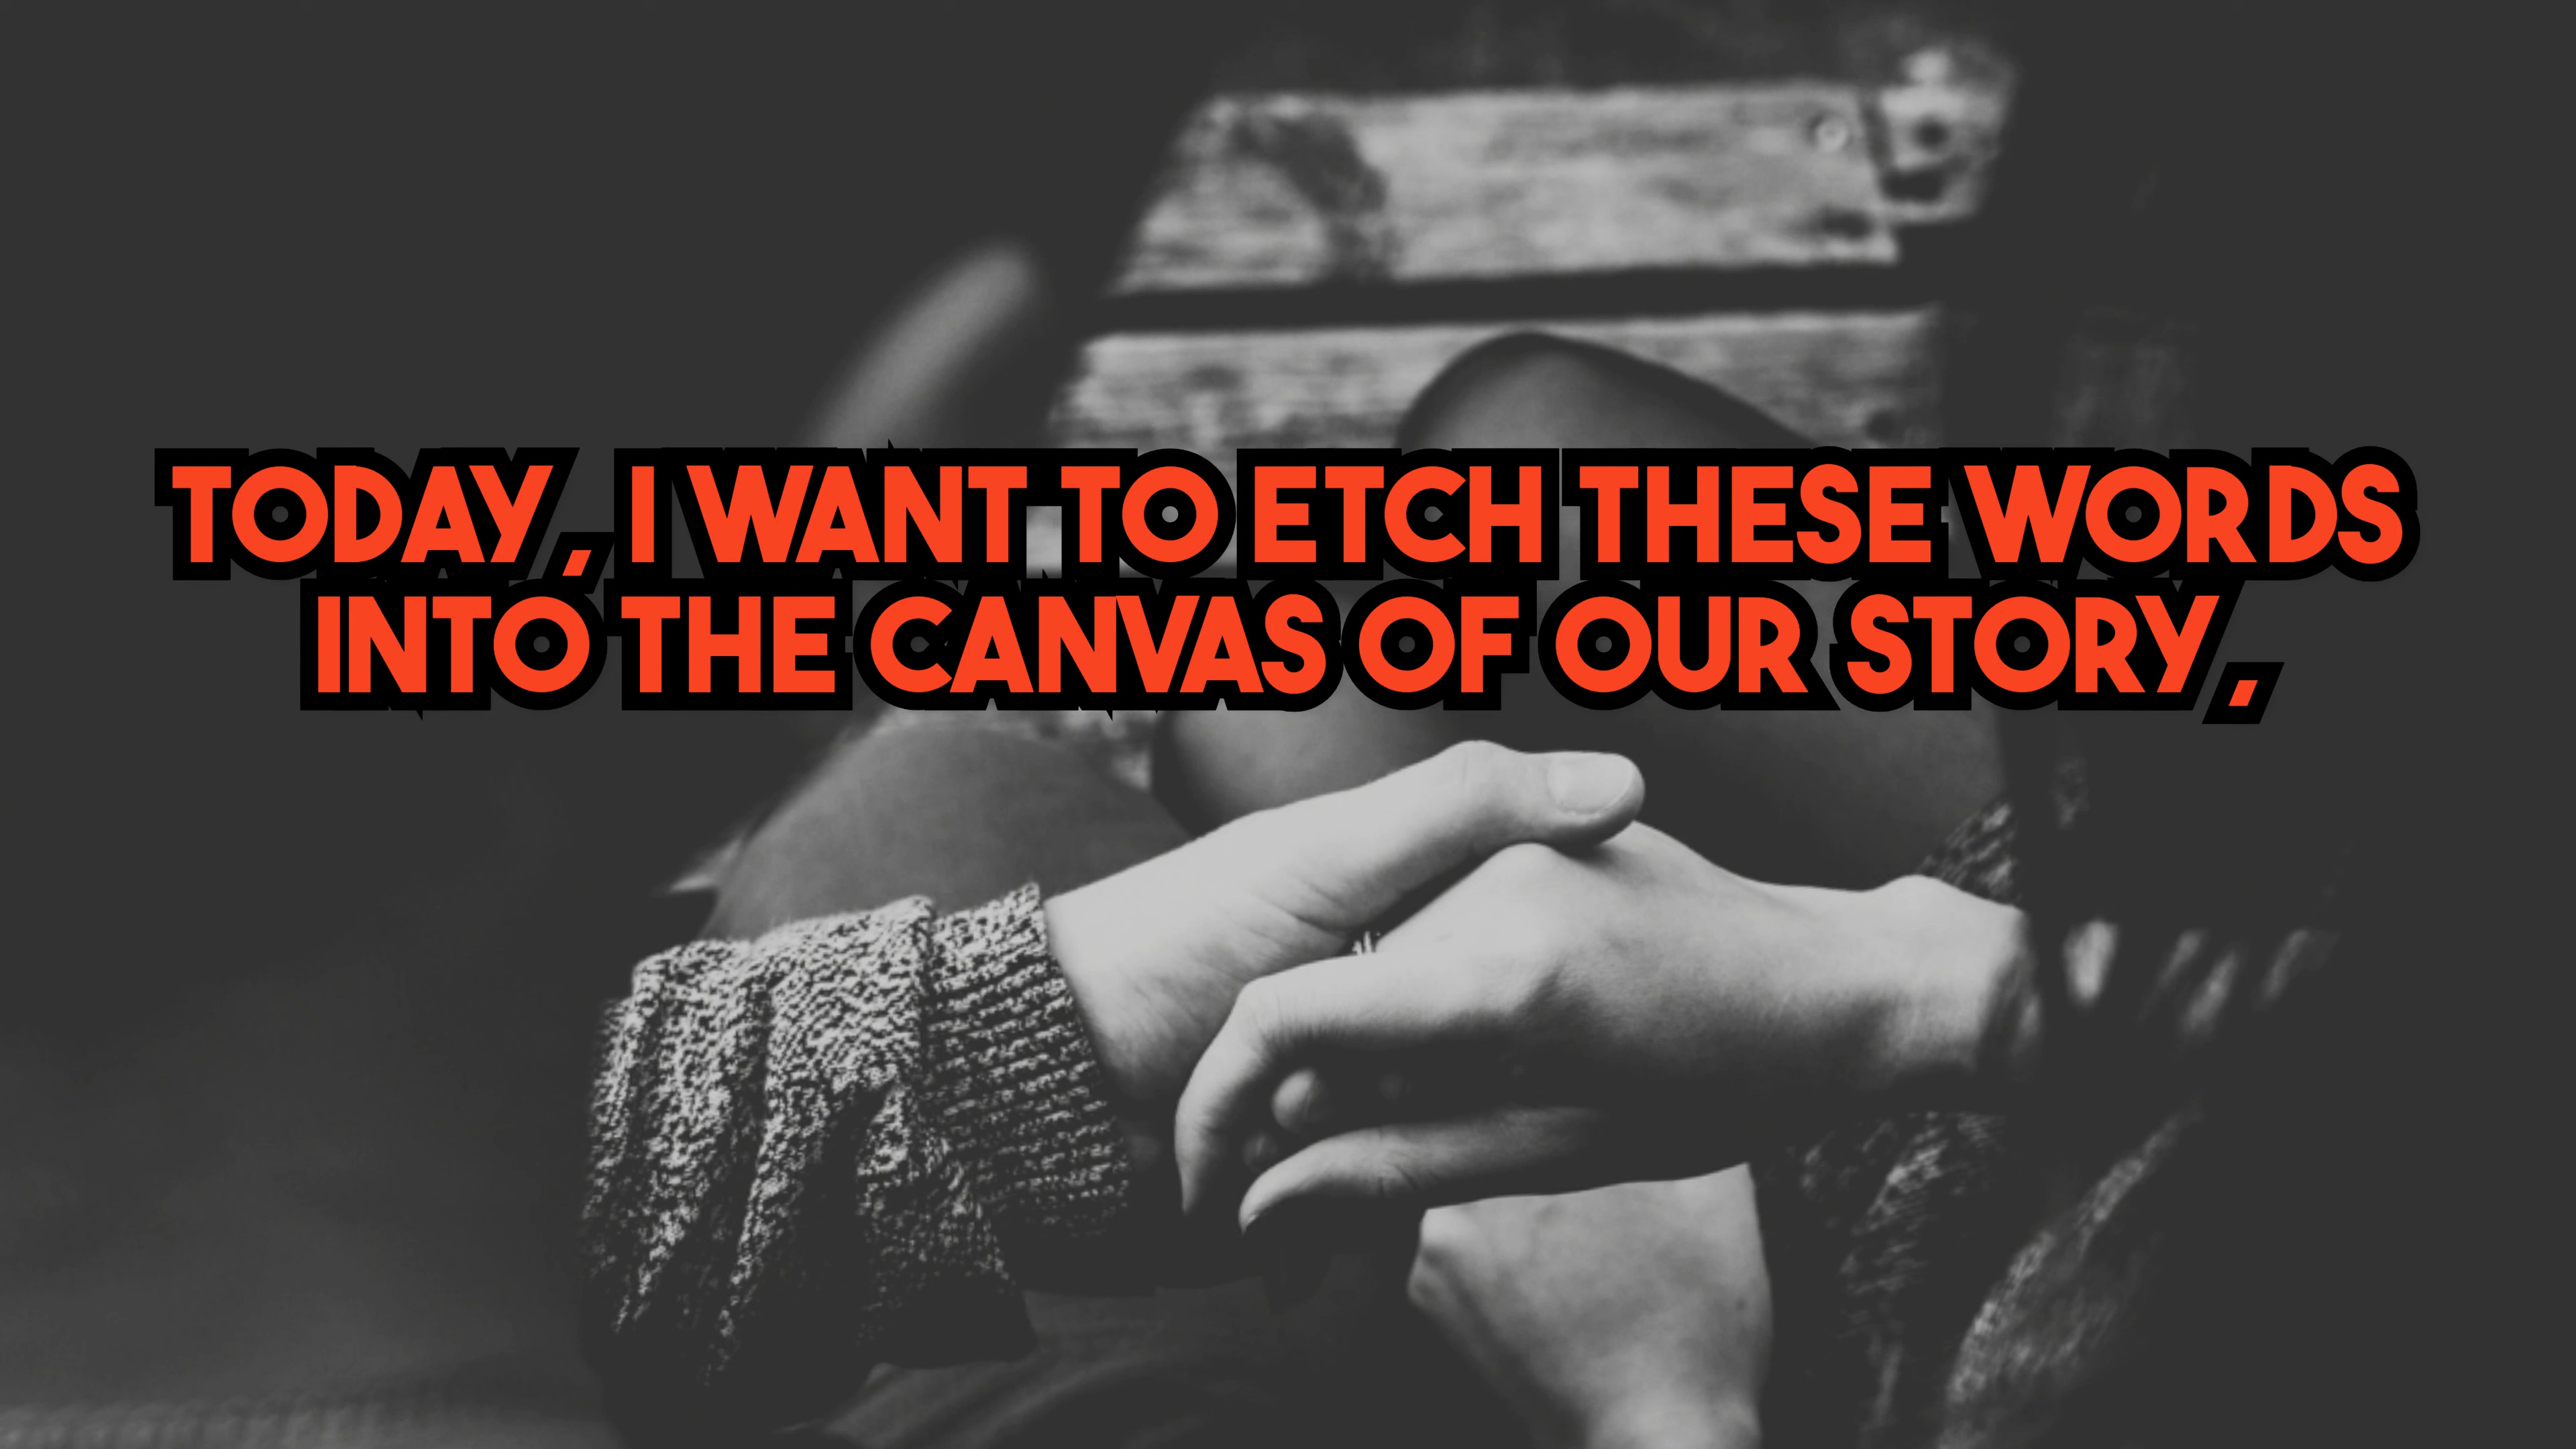 TODAY, I WANT TO ETCH THESE WORDS
INTO THE CANVAS OF OUR STORY,